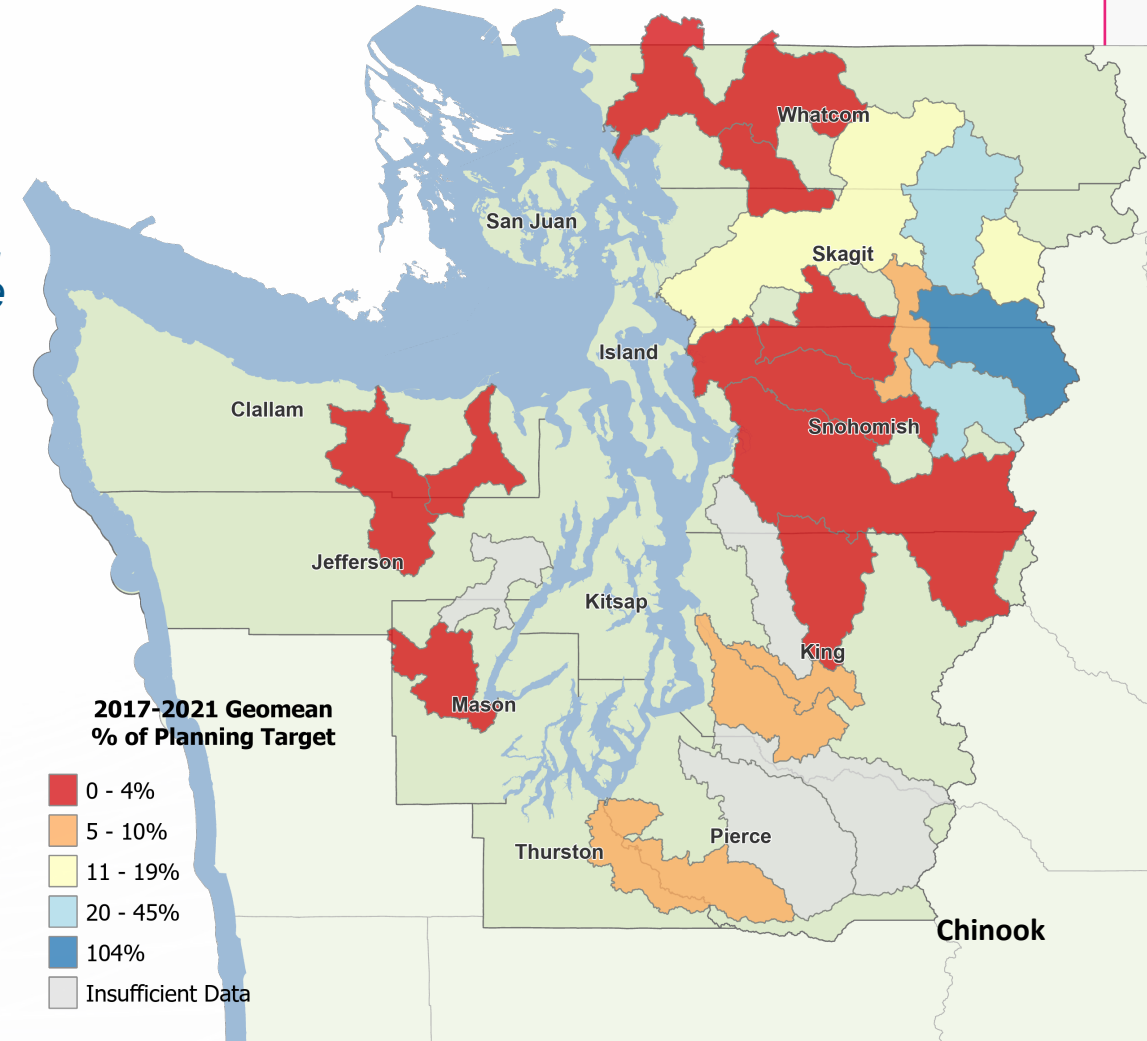 Whatcom
San Juan
Skagit
e
Island
Clallam
Snohomish
Jefferson
Kitsap
King
Mason
2017-2021 Geomean
% of Planning Target
0 - 4%
5 - 10%
11 - 19%
20 - 45%
104%
Insufficient Data
Pierce
Thurston
Chinook